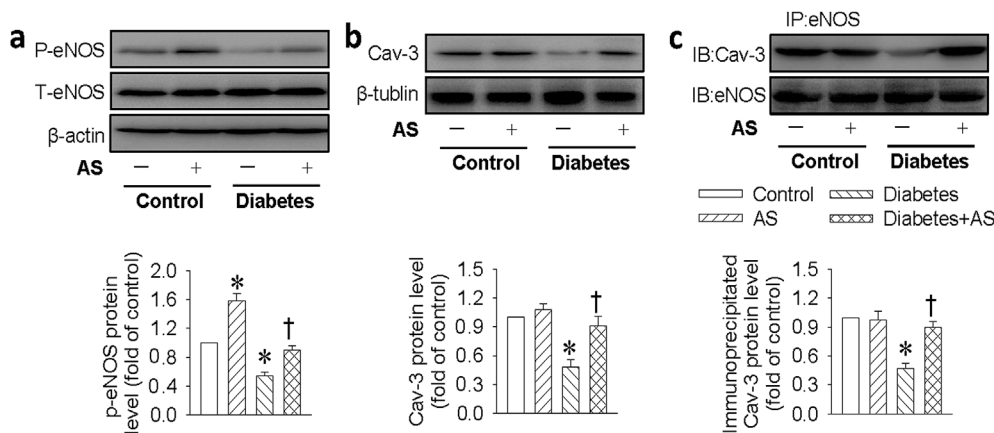 a
P-eNOS
T-eNOS
β-actin
AS − + − +
Control Diabetes
b
Cav-3
β-tublin
AS − + − +
Control Diabetes
c
IP:eNOS
IB:Cav-3
IB:eNOS
AS − + − +
Control Diabetes
Control Diabetes
AS Diabetes+AS
p-eNOS protein
level (fold of control)
2.0
1.6
1.2
0.8
0.4
0.0
*
*
†
Cav-3 protein level
(fold of control)
1.5
1.2
0.9
0.6
0.3
0.0
*
†
Immunoprecipitated
Cav-3 protein level
(fold of control)
1.5
1.2
0.9
0.6
0.3
0.0
*
†